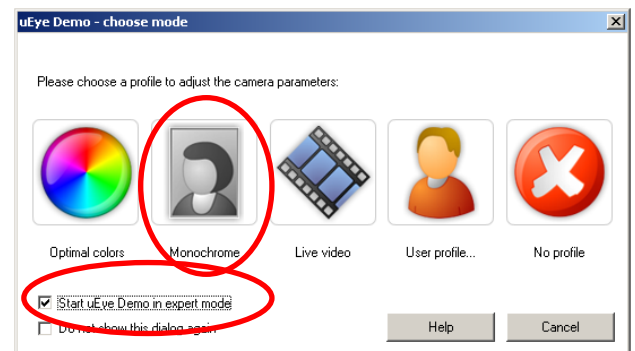 uEye Demo - choose mode
Please choose a profile to adjust the camera parameters:
Optimal colors Monochrome Live video User profile... No profile
Start uEye Demo in expert mode
Do not show this dialog again
Help Cancel